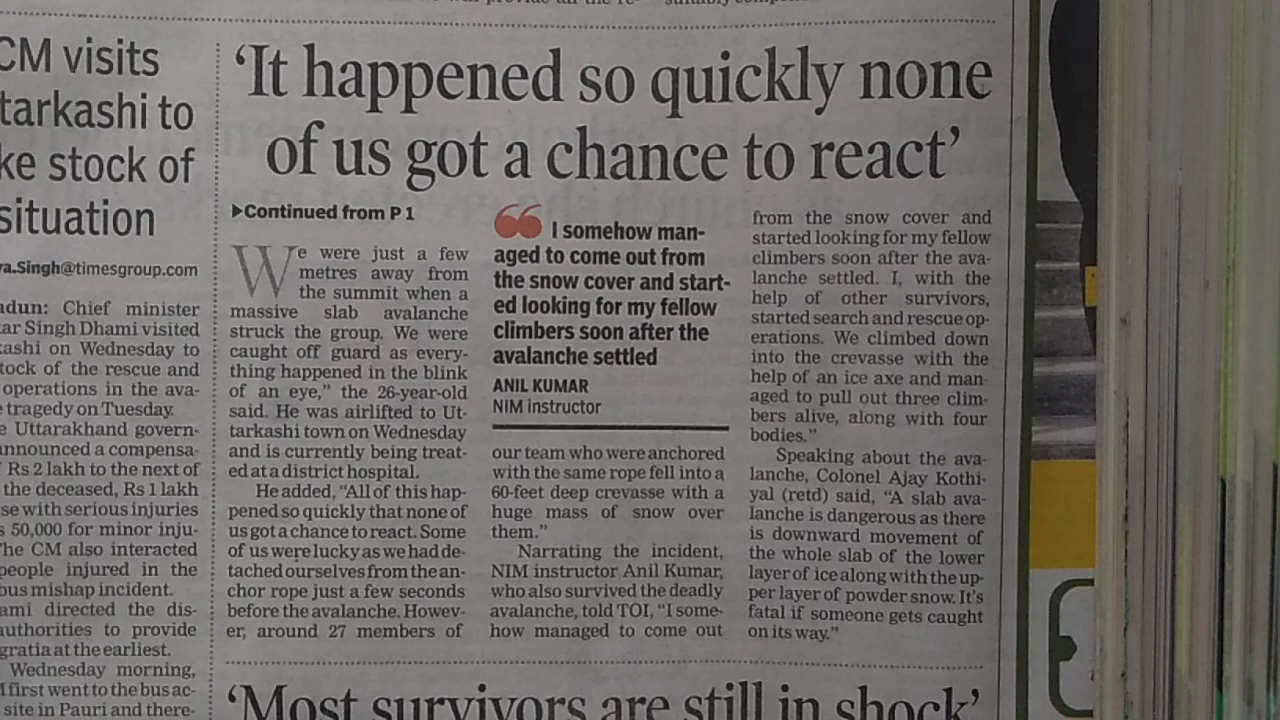 CM visits
tarkashi to
ke stock of
situation
va.Singh@timesgroup.com
adun: Chief minister
ar Singh Dhami visited
kashi on Wednesday to
tock of the rescue and
operations in the ava-
tragedy on Tuesday.
Uttarakhand govern-
announced a compensa-
Rs 2 lakh to the next of
the deceased, Rs 1 lakh
se with serious injuries
50,000 for minor inju-
The CM also interacted
people injured in the
bus mishap incident.
ami directed the dis-
authorities to provide
gratia at the earliest.
Wednesday morning,
first went to the bus ac-
site in Pauri and there-
‘It happened so quickly none
of us got a chance to react’
▶Continued from P 1
We were just a few
metres away from
the summit when a
massive slab avalanche
struck the group. We were
caught off guard as every-
thing happened in the blink
of an eye,” the 26-year-old
said. He was airlifted to Ut-
tarkashi town on Wednesday
and is currently being treat-
ed at a district hospital.
He added, “All of this hap-
pened so quickly that none of
us got a chance to react. Some
of us were lucky as we had de-
tached ourselves from the an-
chor rope just a few seconds
before the avalanche. Howev-
er, around 27 members of
“I somehow man-
aged to come out from
the snow cover and start-
ed looking for my fellow
climbers soon after the
avalanche settled
ANIL KUMAR
NIM instructor
our team who were anchored
with the same rope fell into a
60-feet deep crevasse with a
huge mass of snow over
them.”
Narrating the incident,
NIM instructor Anil Kumar,
who also survived the deadly
avalanche, told TOI, “I some-
how managed to come out
from the snow cover and
started looking for my fellow
climbers soon after the ava-
lanche settled. I, with the
help of other survivors,
started search and rescue op-
erations. We climbed down
into the crevasse with the
help of an ice axe and man-
aged to pull out three clim-
bers alive, along with four
bodies.”
Speaking about the ava-
lanche, Colonel Ajay Kothi-
yal (retd) said, “A slab ava-
lanche is dangerous as there
is downward movement of
the whole slab of the lower
layer of ice along with the up-
per layer of powder snow. It’s
fatal if someone gets caught
on its way.”
‘Most survivors are still in shock’